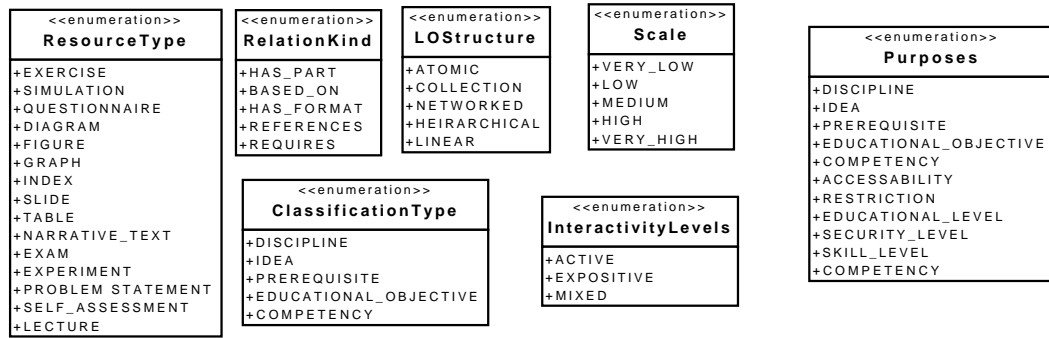 <<enumeration>>
ResourceType
+EXERCISE
+SIMULATION
+QUESTIONNAIRE
+DIAGRAM
+FIGURE
+GRAPH
+INDEX
+SLIDE
+TABLE
+NARRATIVE_TEXT
+EXAM
+EXPERIMENT
+PROBLEM STATEMENT
+SELF_ASSESSMENT
+LECTURE
<<enumeration>>
RelationKind
+HAS_PART
+BASED_ON
+HAS_FORMAT
+REFERENCES
+REQUIRES
<<enumeration>>
LOStructure
+ATOMIC
+COLLECTION
+NETWORKED
+HEIRARCHICAL
+LINEAR
<<enumeration>>
Scale
+VERY_LOW
+LOW
+MEDIUM
+HIGH
+VERY_HIGH
<<enumeration>>
Purposes
+DISCIPLINE
+IDEA
+PREREQUISITE
+EDUCATIONAL_OBJECTIVE
+COMPETENCY
+ACCESSABILITY
+RESTRICTION
+EDUCATIONAL_LEVEL
+SECURITY_LEVEL
+SKILL_LEVEL
+COMPETENCY
<<enumeration>>
ClassificationType
+DISCIPLINE
+IDEA
+PREREQUISITE
+EDUCATIONAL_OBJECTIVE
+COMPETENCY
<<enumeration>>
InteractivityLevels
+ACTIVE
+EXPOSITIVE
+MIXED